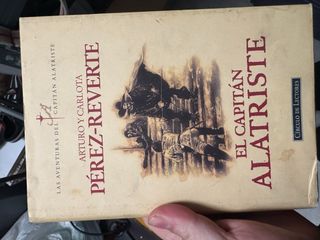 LAS AVENTURAS DEL CAPITÁN ALATRISTE
ARTURO Y CARLOTA
PÉREZ-REVERTE
EL CAPITÁN
ALATRISTE
CÍRCULO DE LECTORES